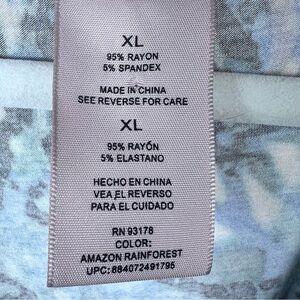 XL
95% RAYON
5% SPANDEX
MADE IN CHINA
SEE REVERSE FOR CARE
XL
95% RAYÓN
5% ELASTANO
HECHO EN CHINA
VEA EL REVERSO
PARA EL CUIDADO
RN 93178
COLOR:
AMAZON RAINFOREST
UPC: 884072491795